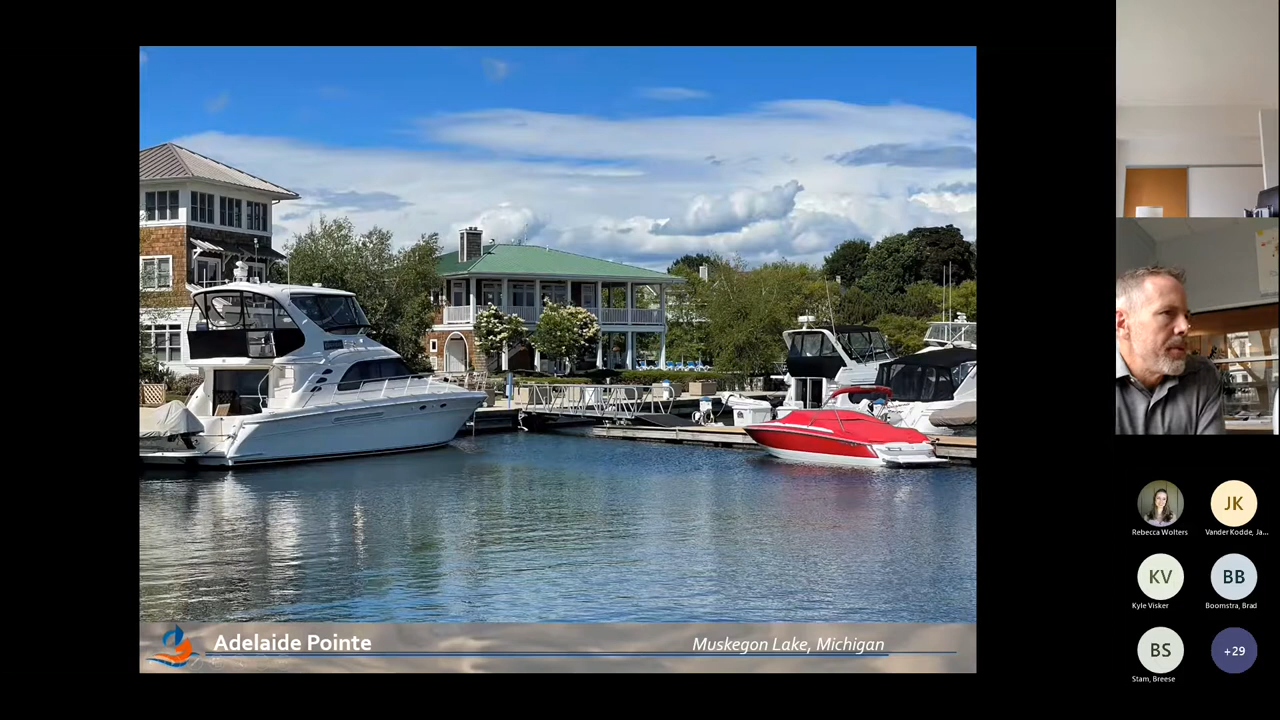 Adelaide Pointe
Muskegon Lake, Michigan
Rebecca Wolters
JK
Vander Kodde, Ja...
KV
Kyle Visker
BB
Boomstra, Brad
BS
Stam, Breese
+29